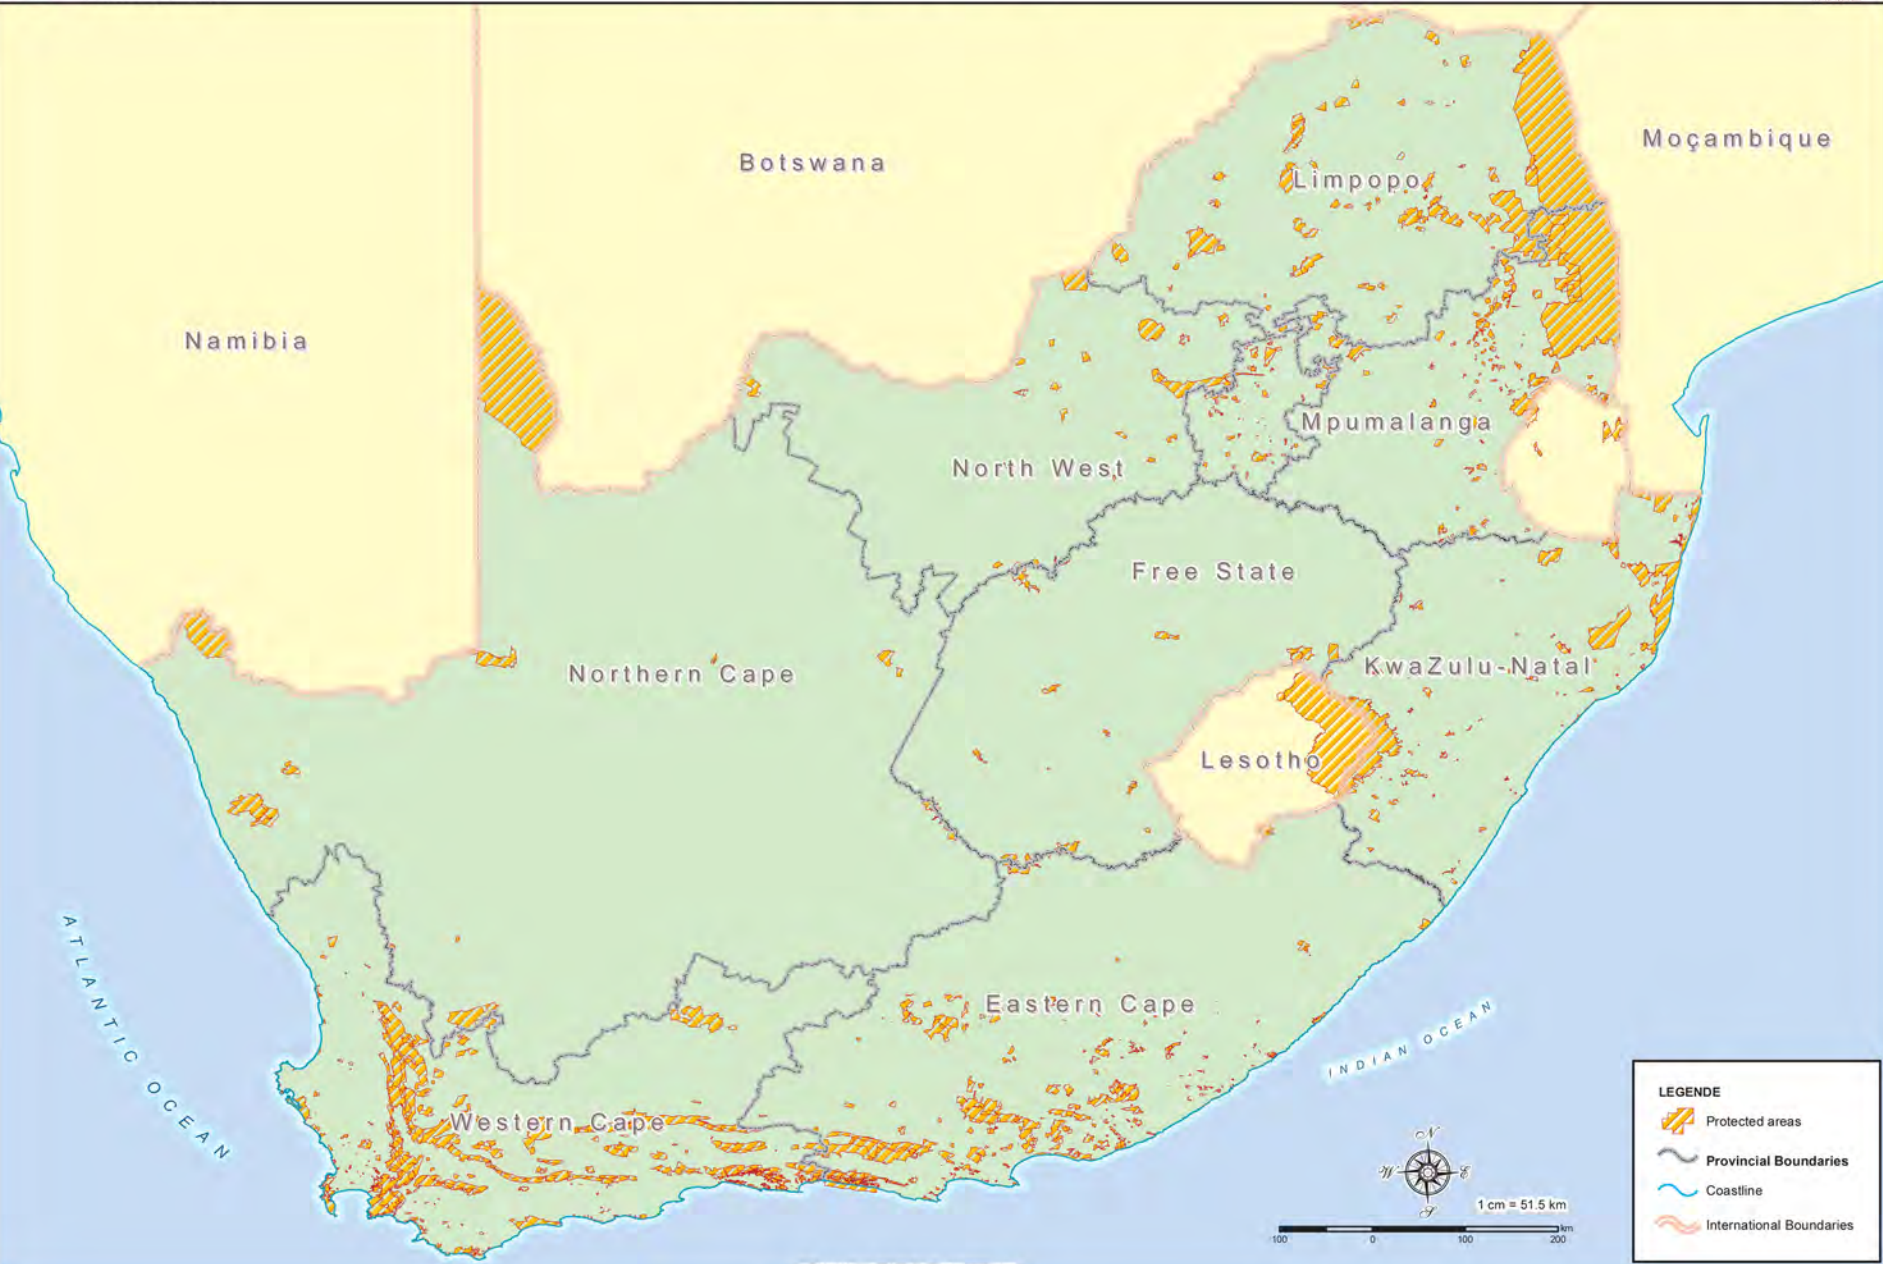 Moçambique
Botswana
Limpopo
Namibia
Mpumalanga
North West
Free State
Northern Cape
KwaZulu-Natal
Lesotho
ATLANTIC OCEAN
Eastern Cape
INDIAN OCEAN
Western Cape
LEGENDE
Protected areas
Provincial Boundaries
Coastline
International Boundaries
N
W E
S
1 cm = 51.5 km
100 0 100 200 km